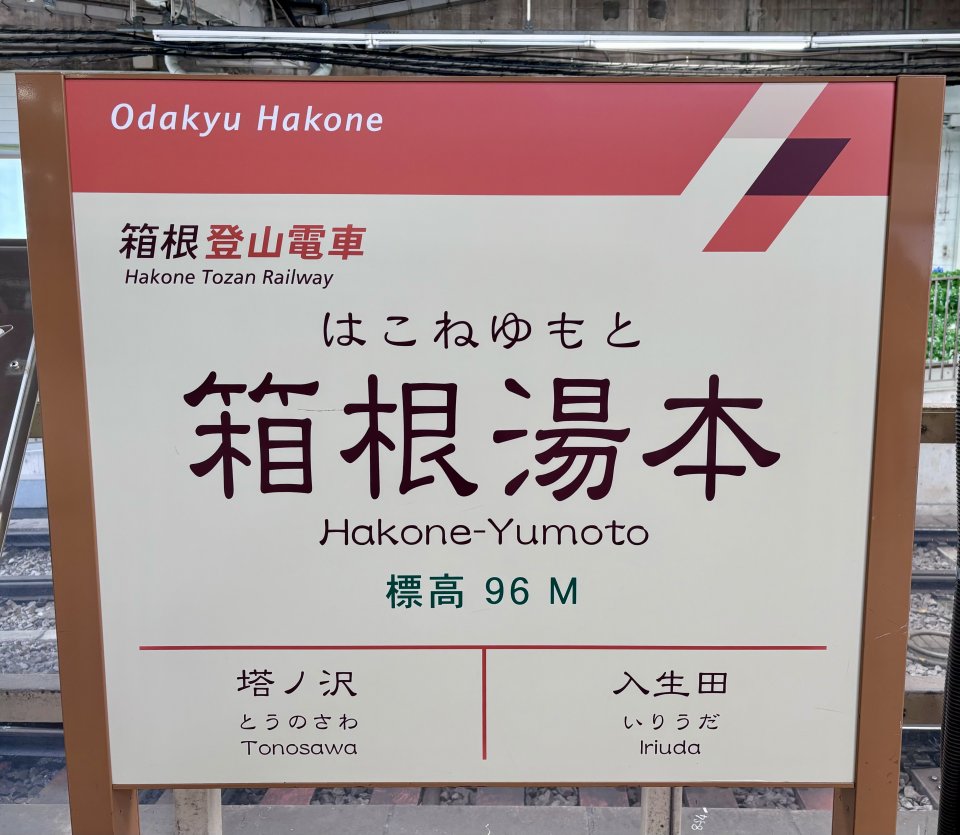 Odakyu Hakone
箱根登山電車
Hakone Tozan Railway
はこねゆもと
箱根湯本
Hakone-Yumoto
標高 96 M
塔ノ沢
とうのさわ
Tonosawa
入生田
いりうだ
Iriuda